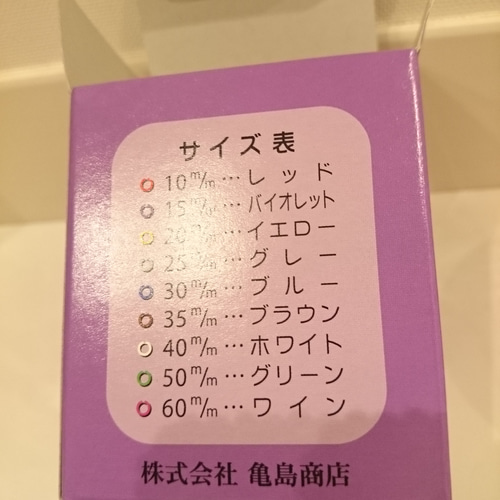 サイズ表
10m/m…レッド
15m/m…バイオレット
20m/m…イエロー
25m/m…グレー
30m/m…ブルー
35m/m…ブラウン
40m/m…ホワイト
50m/m…グリーン
60m/m…ワイン
株式会社 亀島商店